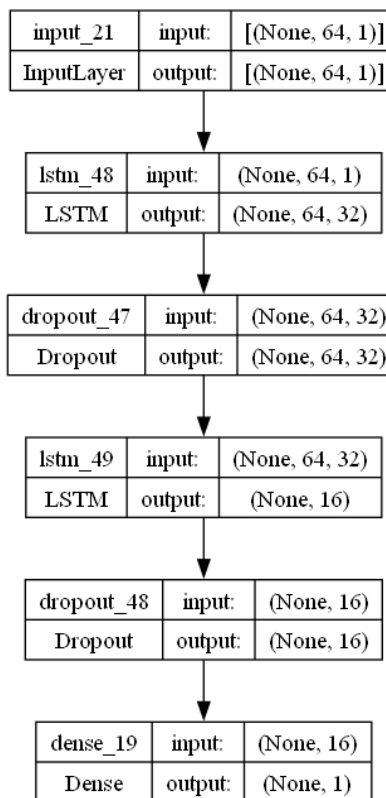 input_21 input: [(None, 64, 1)]
InputLayer output: [(None, 64, 1)]
lstm_48 input: (None, 64, 1)
LSTM output: (None, 64, 32)
dropout_47 input: (None, 64, 32)
Dropout output: (None, 64, 32)
lstm_49 input: (None, 64, 32)
LSTM output: (None, 16)
dropout_48 input: (None, 16)
Dropout output: (None, 16)
dense_19 input: (None, 16)
Dense output: (None, 1)